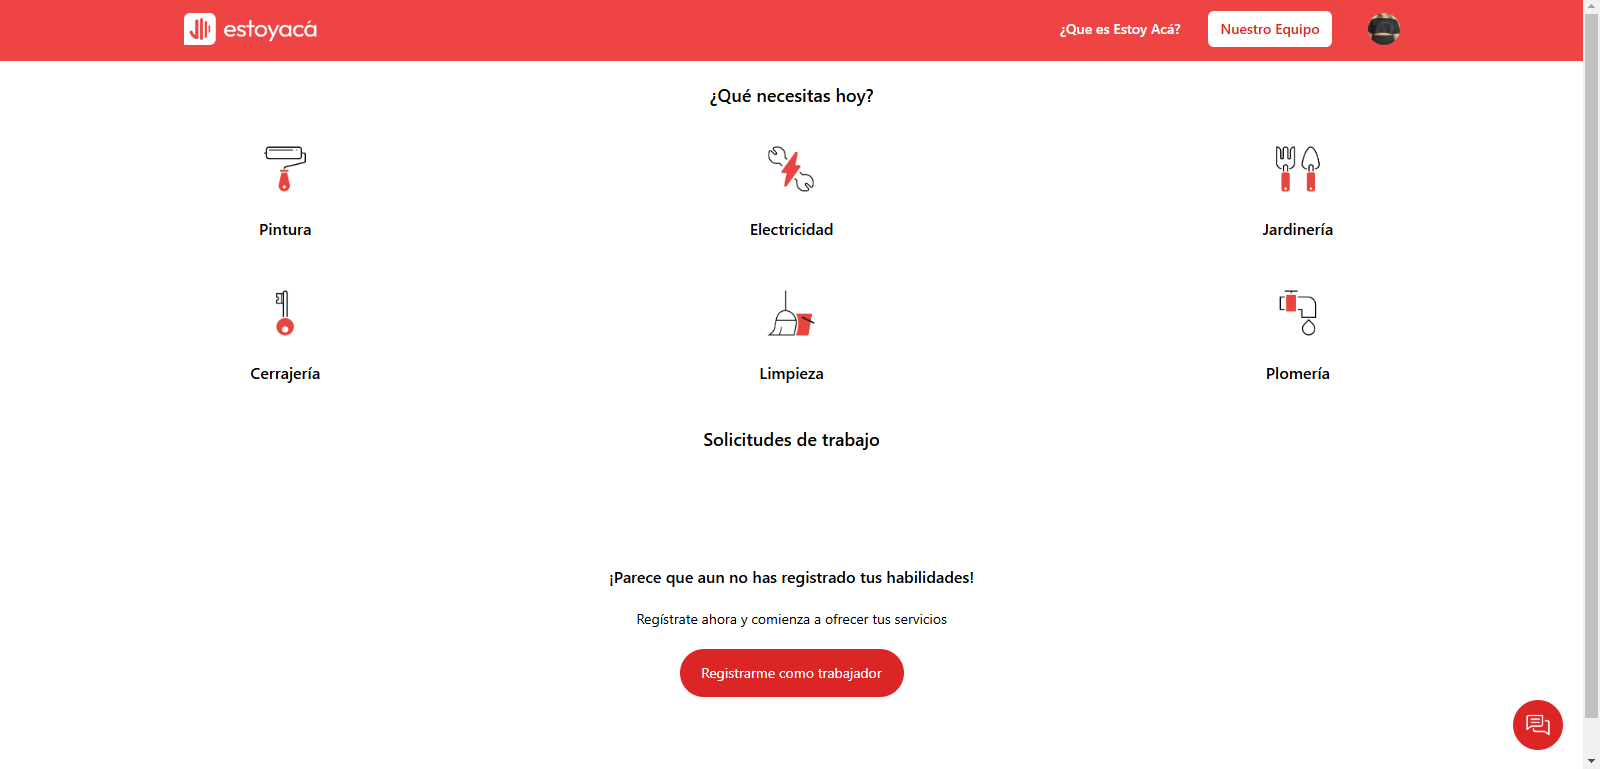 estoyacá
¿Que es Estoy Acá?
Nuestro Equipo
¿Qué necesitas hoy?
Pintura
Electricidad
Jardinería
Cerrajería
Limpieza
Plomería
Solicitudes de trabajo
¡Parece que aun no has registrado tus habilidades!
Regístrate ahora y comienza a ofrecer tus servicios
Registrarme como trabajador